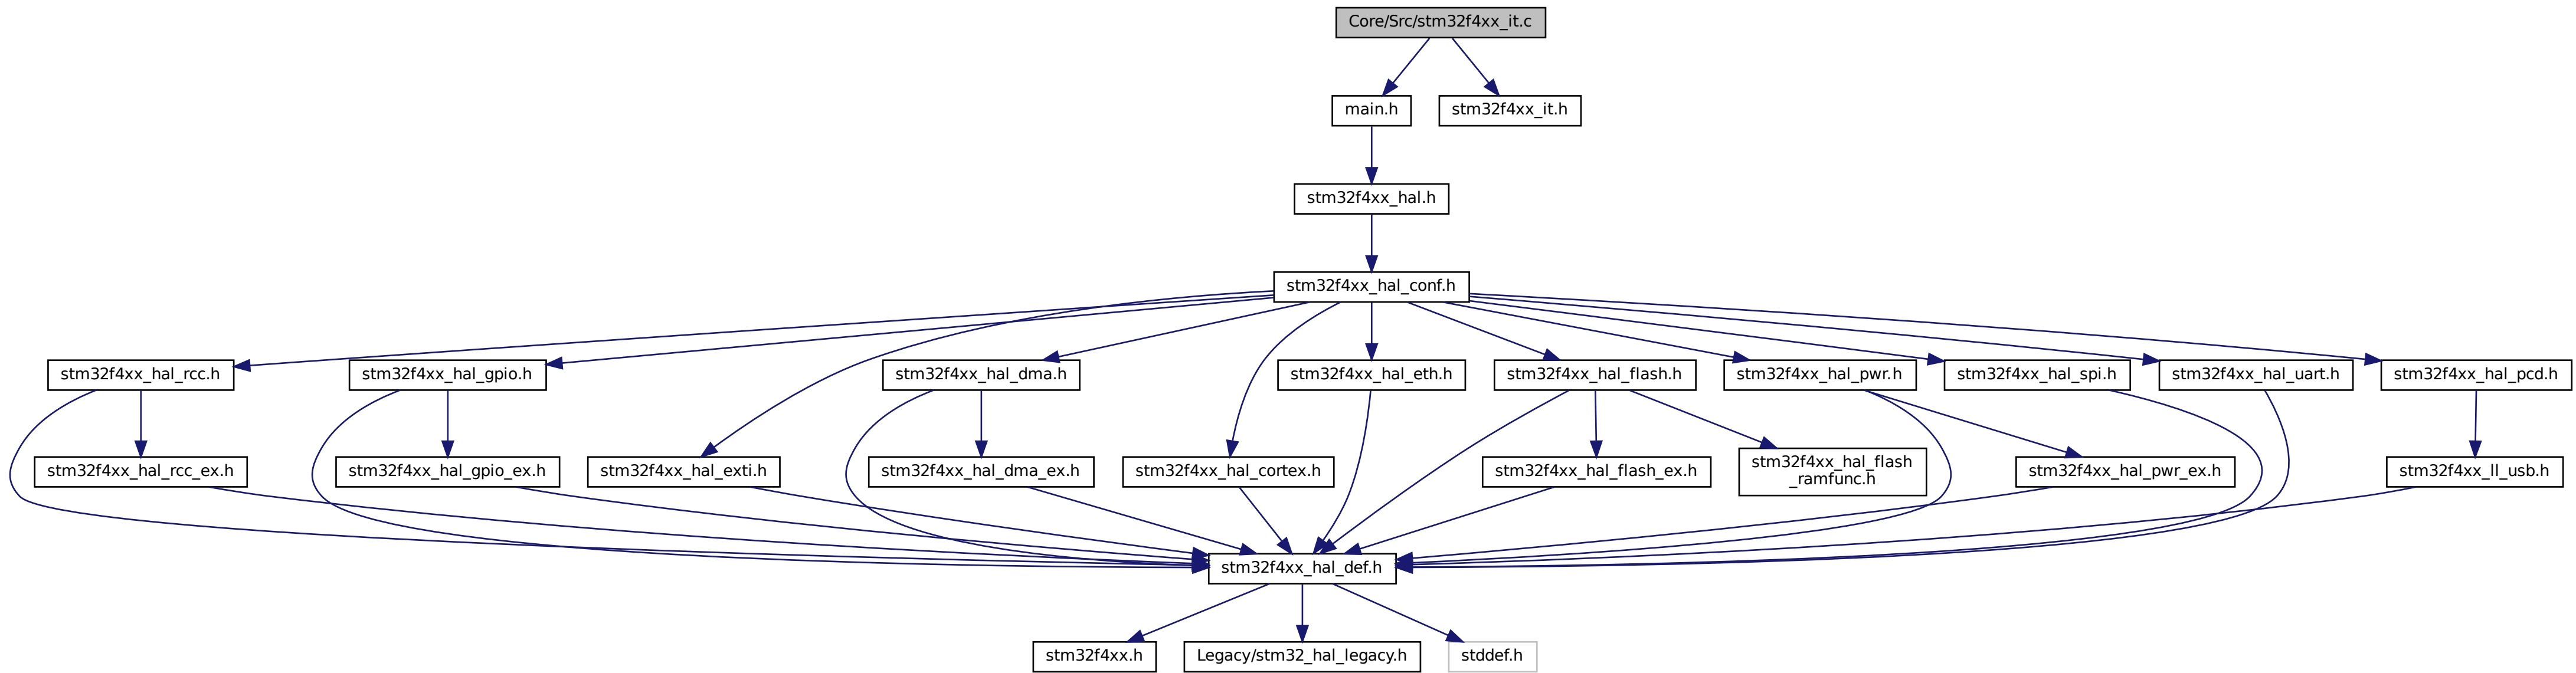 Core/Src/stm32f4xx_it.c
main.h
stm32f4xx_it.h
stm32f4xx_hal.h
stm32f4xx_hal_conf.h
stm32f4xx_hal_rcc.h
stm32f4xx_hal_gpio.h
stm32f4xx_hal_dma.h
stm32f4xx_hal_eth.h
stm32f4xx_hal_flash.h
stm32f4xx_hal_pwr.h
stm32f4xx_hal_spi.h
stm32f4xx_hal_uart.h
stm32f4xx_hal_pcd.h
stm32f4xx_hal_rcc_ex.h
stm32f4xx_hal_gpio_ex.h
stm32f4xx_hal_exti.h
stm32f4xx_hal_dma_ex.h
stm32f4xx_hal_cortex.h
stm32f4xx_hal_flash_ex.h
stm32f4xx_hal_flash
_ramfunc.h
stm32f4xx_hal_pwr_ex.h
stm32f4xx_ll_usb.h
stm32f4xx_hal_def.h
stm32f4xx.h
Legacy/stm32_hal_legacy.h
stddef.h